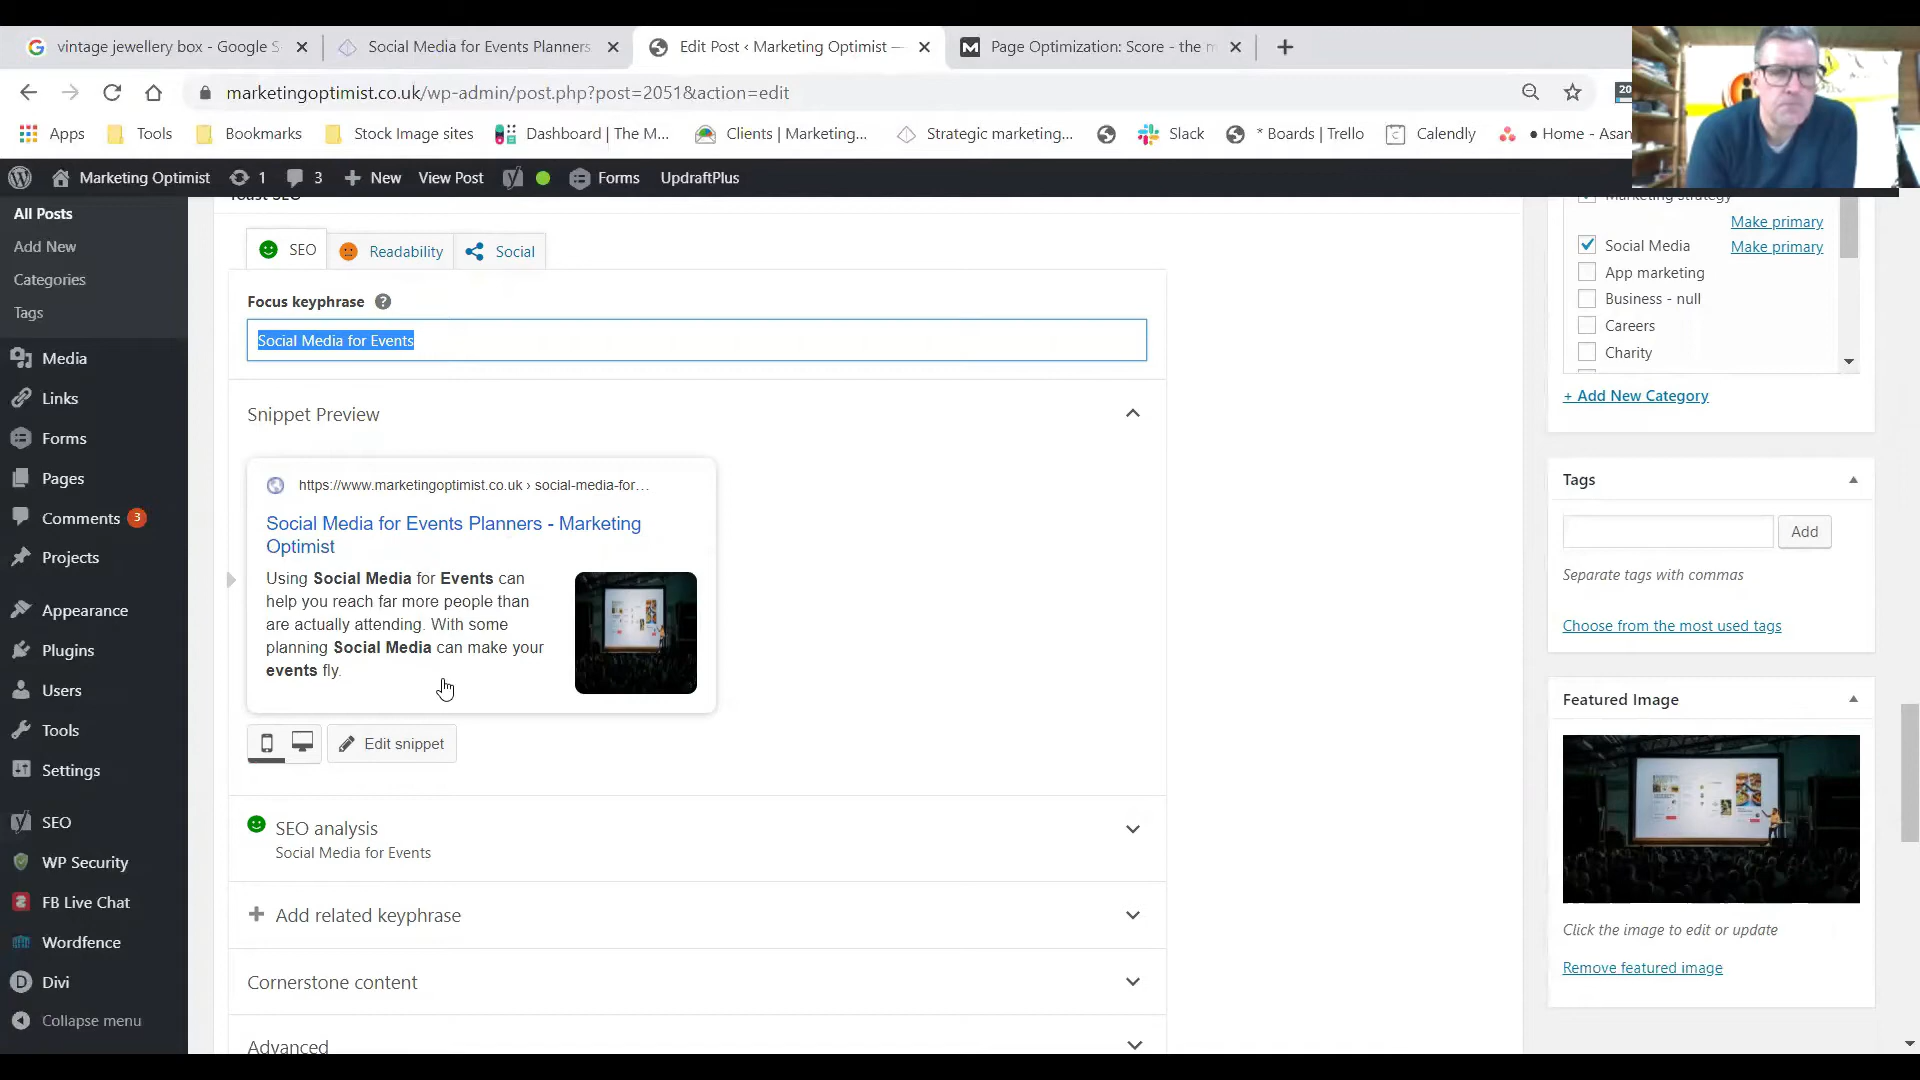 vintage jewellery box - Google S
Social Media for Events Planners
Edit Post ‹ Marketing Optimist —
Page Optimization: Score - the m
marketingoptimist.co.uk/wp-admin/post.php?post=2051&action=edit
20
Apps
Tools
Bookmarks
Stock Image sites
Dashboard | The M...
Clients | Marketing...
Strategic marketing...
Slack
* Boards | Trello
Calendly
● Home - Asan
Marketing Optimist
1
3
New
View Post
Forms
UpdraftPlus
All Posts
Add New
Categories
Tags
Media
Links
Forms
Pages
Comments 3
Projects
Appearance
Plugins
Users
Tools
Settings
SEO
WP Security
FB Live Chat
Wordfence
Divi
Collapse menu
Yoast SEO
SEO
Readability
Social
Focus keyphrase ?
Social Media for Events
Snippet Preview
https://www.marketingoptimist.co.uk › social-media-for…
Social Media for Events Planners - Marketing
Optimist
Using Social Media for Events can
help you reach far more people than
are actually attending. With some
planning Social Media can make your
events fly.
Edit snippet
SEO analysis
Social Media for Events
Add related keyphrase
Cornerstone content
Advanced
Marketing strategy
Make primary
Social Media
Make primary
App marketing
Business - null
Careers
Charity
+ Add New Category
Tags
Add
Separate tags with commas
Choose from the most used tags
Featured Image
Click the image to edit or update
Remove featured image